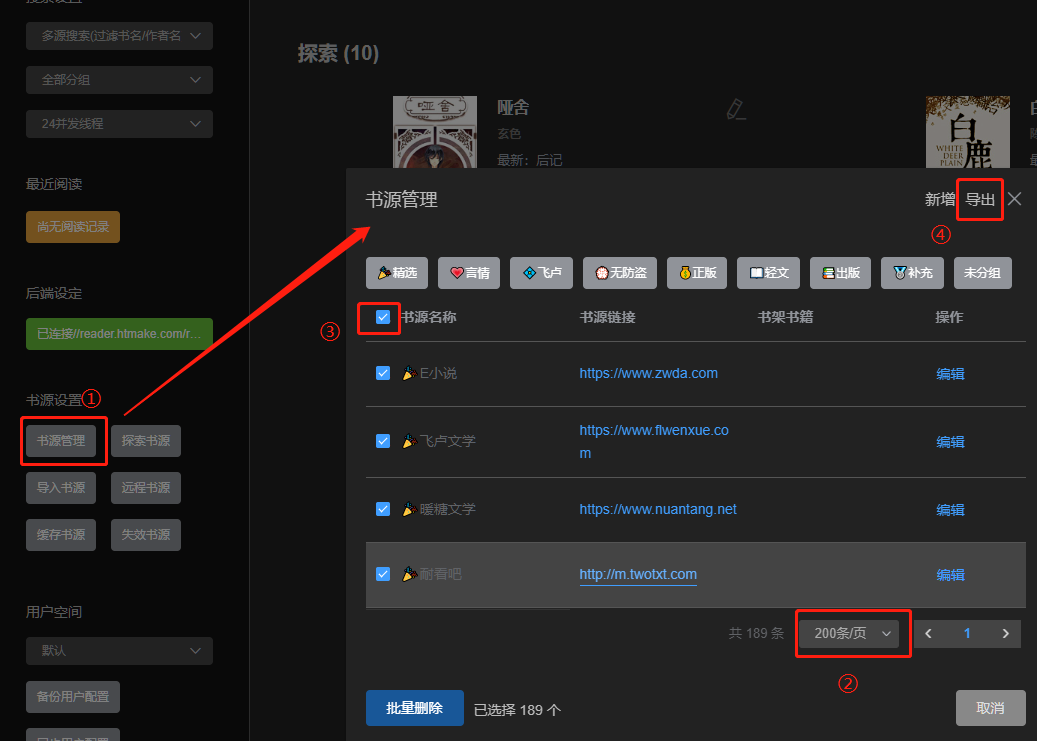 多源搜索(过滤书名/作者名
全部分组
24并发线程
最近阅读
尚无阅读记录
后端设定
已连接//reader.htmake.com/r...
书源设置①
书源管理 探索书源
导入书源 远程书源
缓存书源 失效书源
用户空间
默认
备份用户配置
探索 (10)
哑舍
哑舍
玄色
最新：后记
白鹿
WHITE DEER PLAIN
书源管理
新增 导出
④
精选 言情 飞卢 无防盗 正版 轻文 出版 补充 未分组
③
书源名称 书源链接 书架书籍 操作
E小说 https://www.zwda.com 编辑
飞卢文学 https://www.flwenxue.co
m 编辑
暖糖文学 https://www.nuantang.net 编辑
耐看吧 http://m.twotxt.com 编辑
共 189 条 200条/页 1
②
批量删除 已选择 189 个 取消